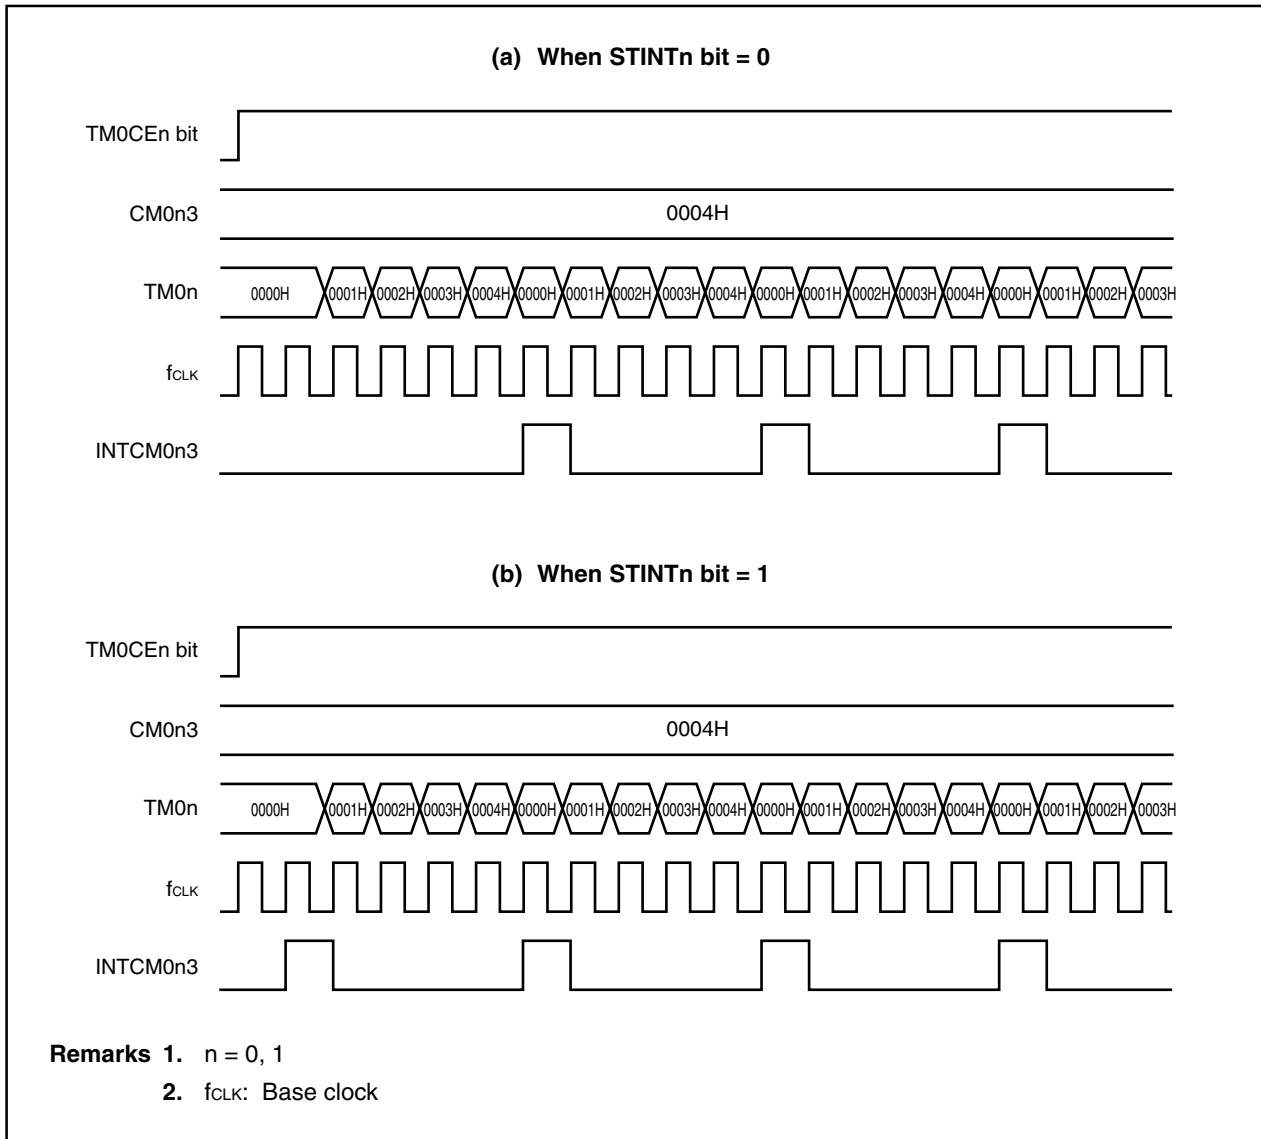 (a) When STINTn bit = 0
TM0CEn bit
CM0n3 0004H
TM0n 0000H 0001H 0002H 0003H 0004H 0000H 0001H 0002H 0003H 0004H 0000H 0001H 0002H 0003H 0004H 0000H 0001H 0002H 0003H
fCLK
INTCM0n3
(b) When STINTn bit = 1
TM0CEn bit
CM0n3 0004H
TM0n 0000H 0001H 0002H 0003H 0004H 0000H 0001H 0002H 0003H 0004H 0000H 0001H 0002H 0003H 0004H 0000H 0001H 0002H 0003H
fCLK
INTCM0n3
Remarks 1. n = 0, 1
2. fCLK: Base clock